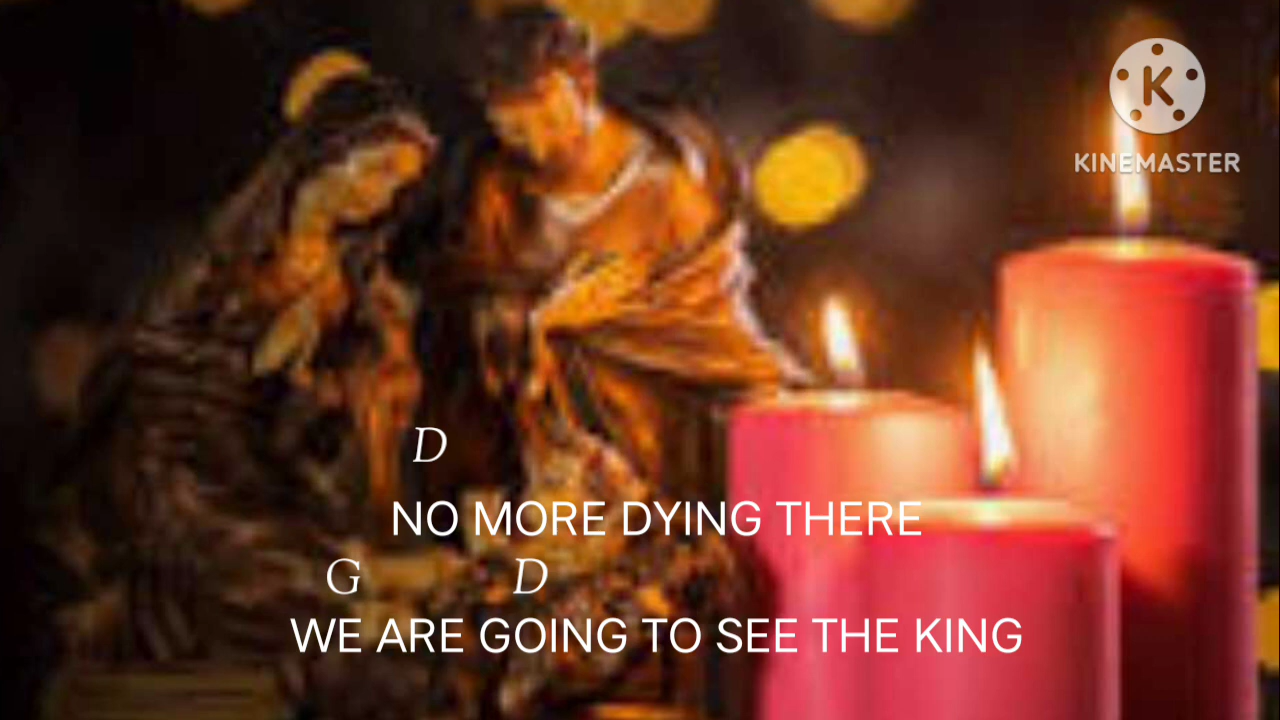 K
KINEMASTER
D
NO MORE DYING THERE
G D
WE ARE GOING TO SEE THE KING